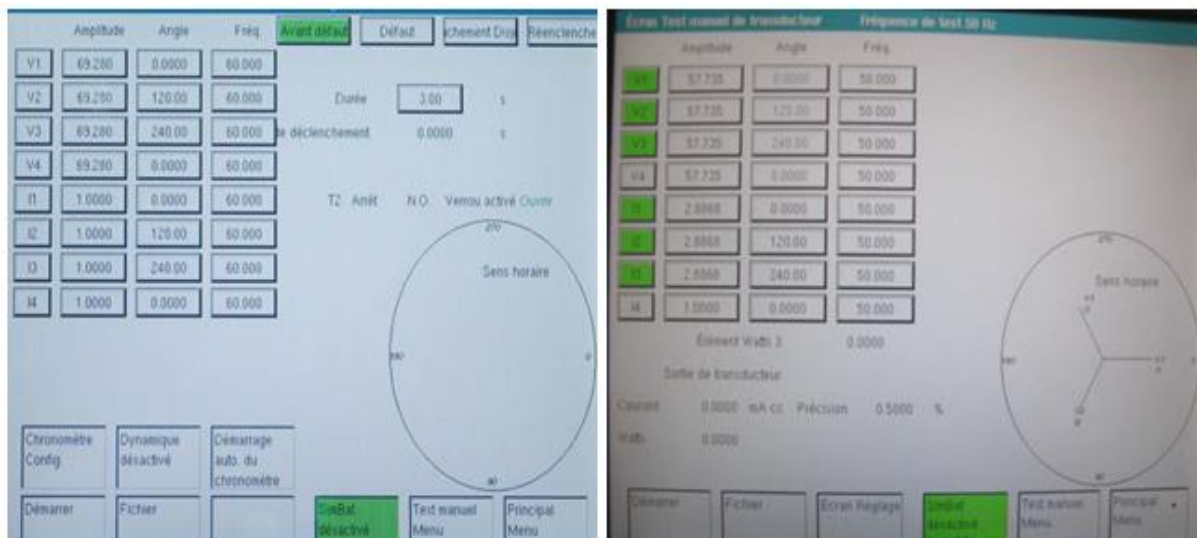 Amplitude Angle Fréq. Avant défaut Défaut Réenclenche
V1 69.280 0.0000 60.000
V2 69.280 120.00 60.000 Durée 3.00 s
V3 69.280 240.00 60.000 e déclenchement 0.0000 s
V4 69.280 0.0000 60.000
I1 1.0000 0.0000 60.000 T2 Arrêt N.O. Verrou activé Ouvrir
I2 1.0000 120.00 60.000
I3 1.0000 240.00 60.000
I4 1.0000 0.0000 60.000
270
Sens horaire
180 0
90
Chronomètre Config.
Dynamique désactivé
Démarrage auto. du chronomètre
Démarrer
Fichier
SimBat désactivé
Test manuel Menu
Principal Menu
Écran Test manuel de transducteur Fréquence de test 50 Hz
Amplitude Angle Fréq.
V1 57.735 0.0000 50.000
V2 57.735 120.00 50.000
V3 57.735 240.00 50.000
V4 57.735 0.0000 50.000
I1 2.8868 0.0000 50.000
I2 2.8868 120.00 50.000
I3 2.8868 240.00 50.000
I4 1.0000 0.0000 50.000
270
Sens horaire
180
90
Élément Watts 3 0.0000
Sortie de transducteur
Courant 0.0000 mA cc Précision 0.5000 %
Watts 0.0000
Démarrer
Fichier
Écran Réglage
SimBat désactivé
Test manuel Menu
Principal Menu